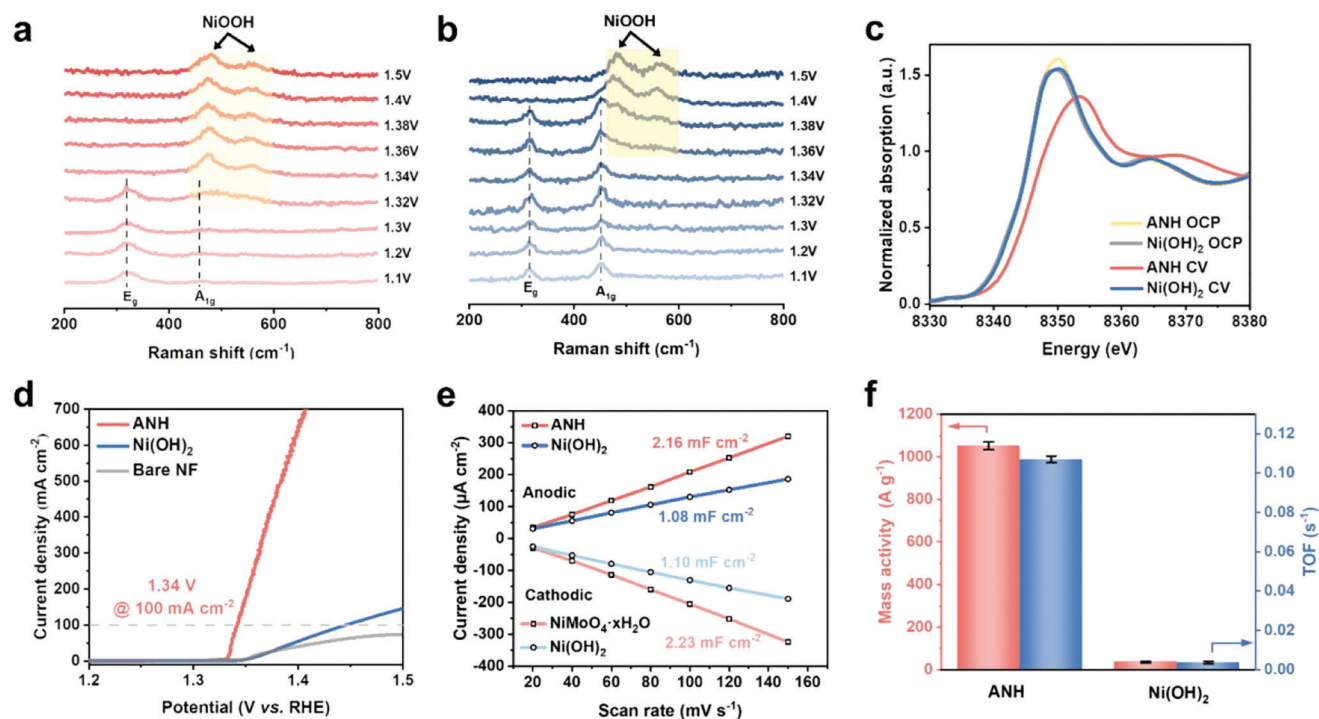 a
NiOOH
1.5V
1.4V
1.38V
1.36V
1.34V
1.32V
1.3V
1.2V
1.1V
E₉
A₁g
200 400 600 800
Raman shift (cm⁻¹)
b
NiOOH
1.5V
1.4V
1.38V
1.36V
1.34V
1.32V
1.3V
1.2V
1.1V
E₉
A₁g
200 400 600 800
Raman shift (cm⁻¹)
c
Normalized absorption (a.u.)
1.5
1.0
0.5
0.0
ANH OCP
Ni(OH)₂ OCP
ANH CV
Ni(OH)₂ CV
8330 8340 8350 8360 8370 8380
Energy (eV)
d
Current density (mA cm⁻²)
700
600
500
400
300
200
100
0
ANH
Ni(OH)₂
Bare NF
1.34 V
@ 100 mA cm⁻²
1.2 1.3 1.4 1.5
Potential (V vs. RHE)
e
Current density (µA cm⁻²)
400
300
200
100
0
-100
-200
-300
-400
ANH
Ni(OH)₂
2.16 mF cm⁻²
Anodic
1.08 mF cm⁻²
1.10 mF cm⁻²
Cathodic
NiMoO₄·xH₂O
Ni(OH)₂
2.23 mF cm⁻²
20 40 60 80 100 120 140 160
Scan rate (mV s⁻¹)
f
Mass activity (A g⁻¹)
1200
1000
800
600
400
200
0
0.12
0.10
0.08
0.06
0.04
0.02
0.00
TOF (s⁻¹)
ANH Ni(OH)₂